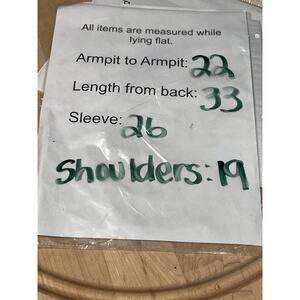 All items are measured while
lying flat.
Armpit to Armpit: 22
Length from back: 33
Sleeve: 26
Shoulders: 19